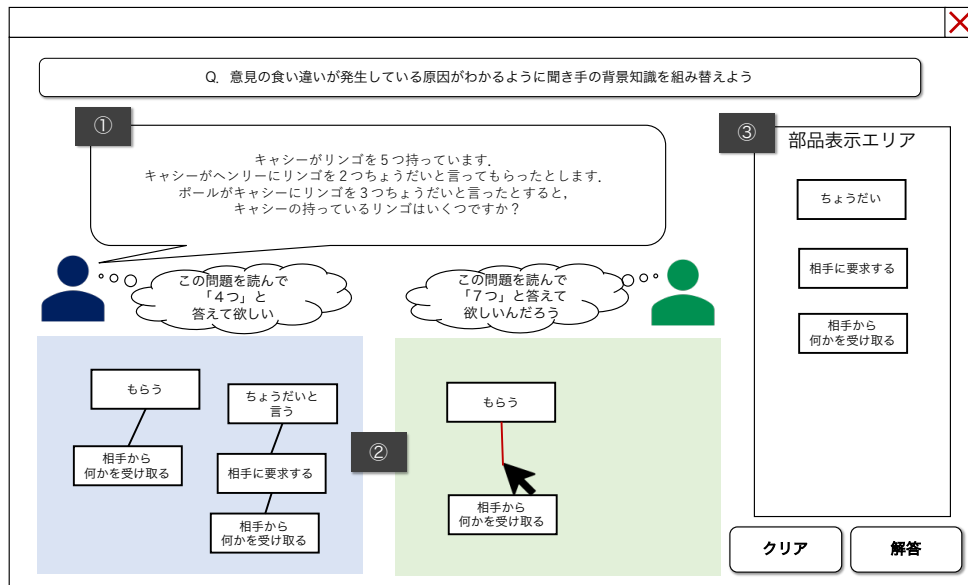 Q. 意見の食い違いが発生している原因がわかるように聞き手の背景知識を組み替えよう
①
キャシーがリンゴを５つ持っています．
キャシーがヘンリーにリンゴを２つちょうだいと言ってもらったとします．
ポールがキャシーにリンゴを３つちょうだいと言ったとすると，
キャシーの持っているリンゴはいくつですか？
この問題を読んで
「４つ」と
答えて欲しい
この問題を読んで
「７つ」と答えて
欲しいんだろう
もらう
相手から
何かを受け取る
ちょうだいと
言う
相手に要求する
相手から
何かを受け取る
②
もらう
相手から
何かを受け取る
③
部品表示エリア
ちょうだい
相手に要求する
相手から
何かを受け取る
クリア
解答